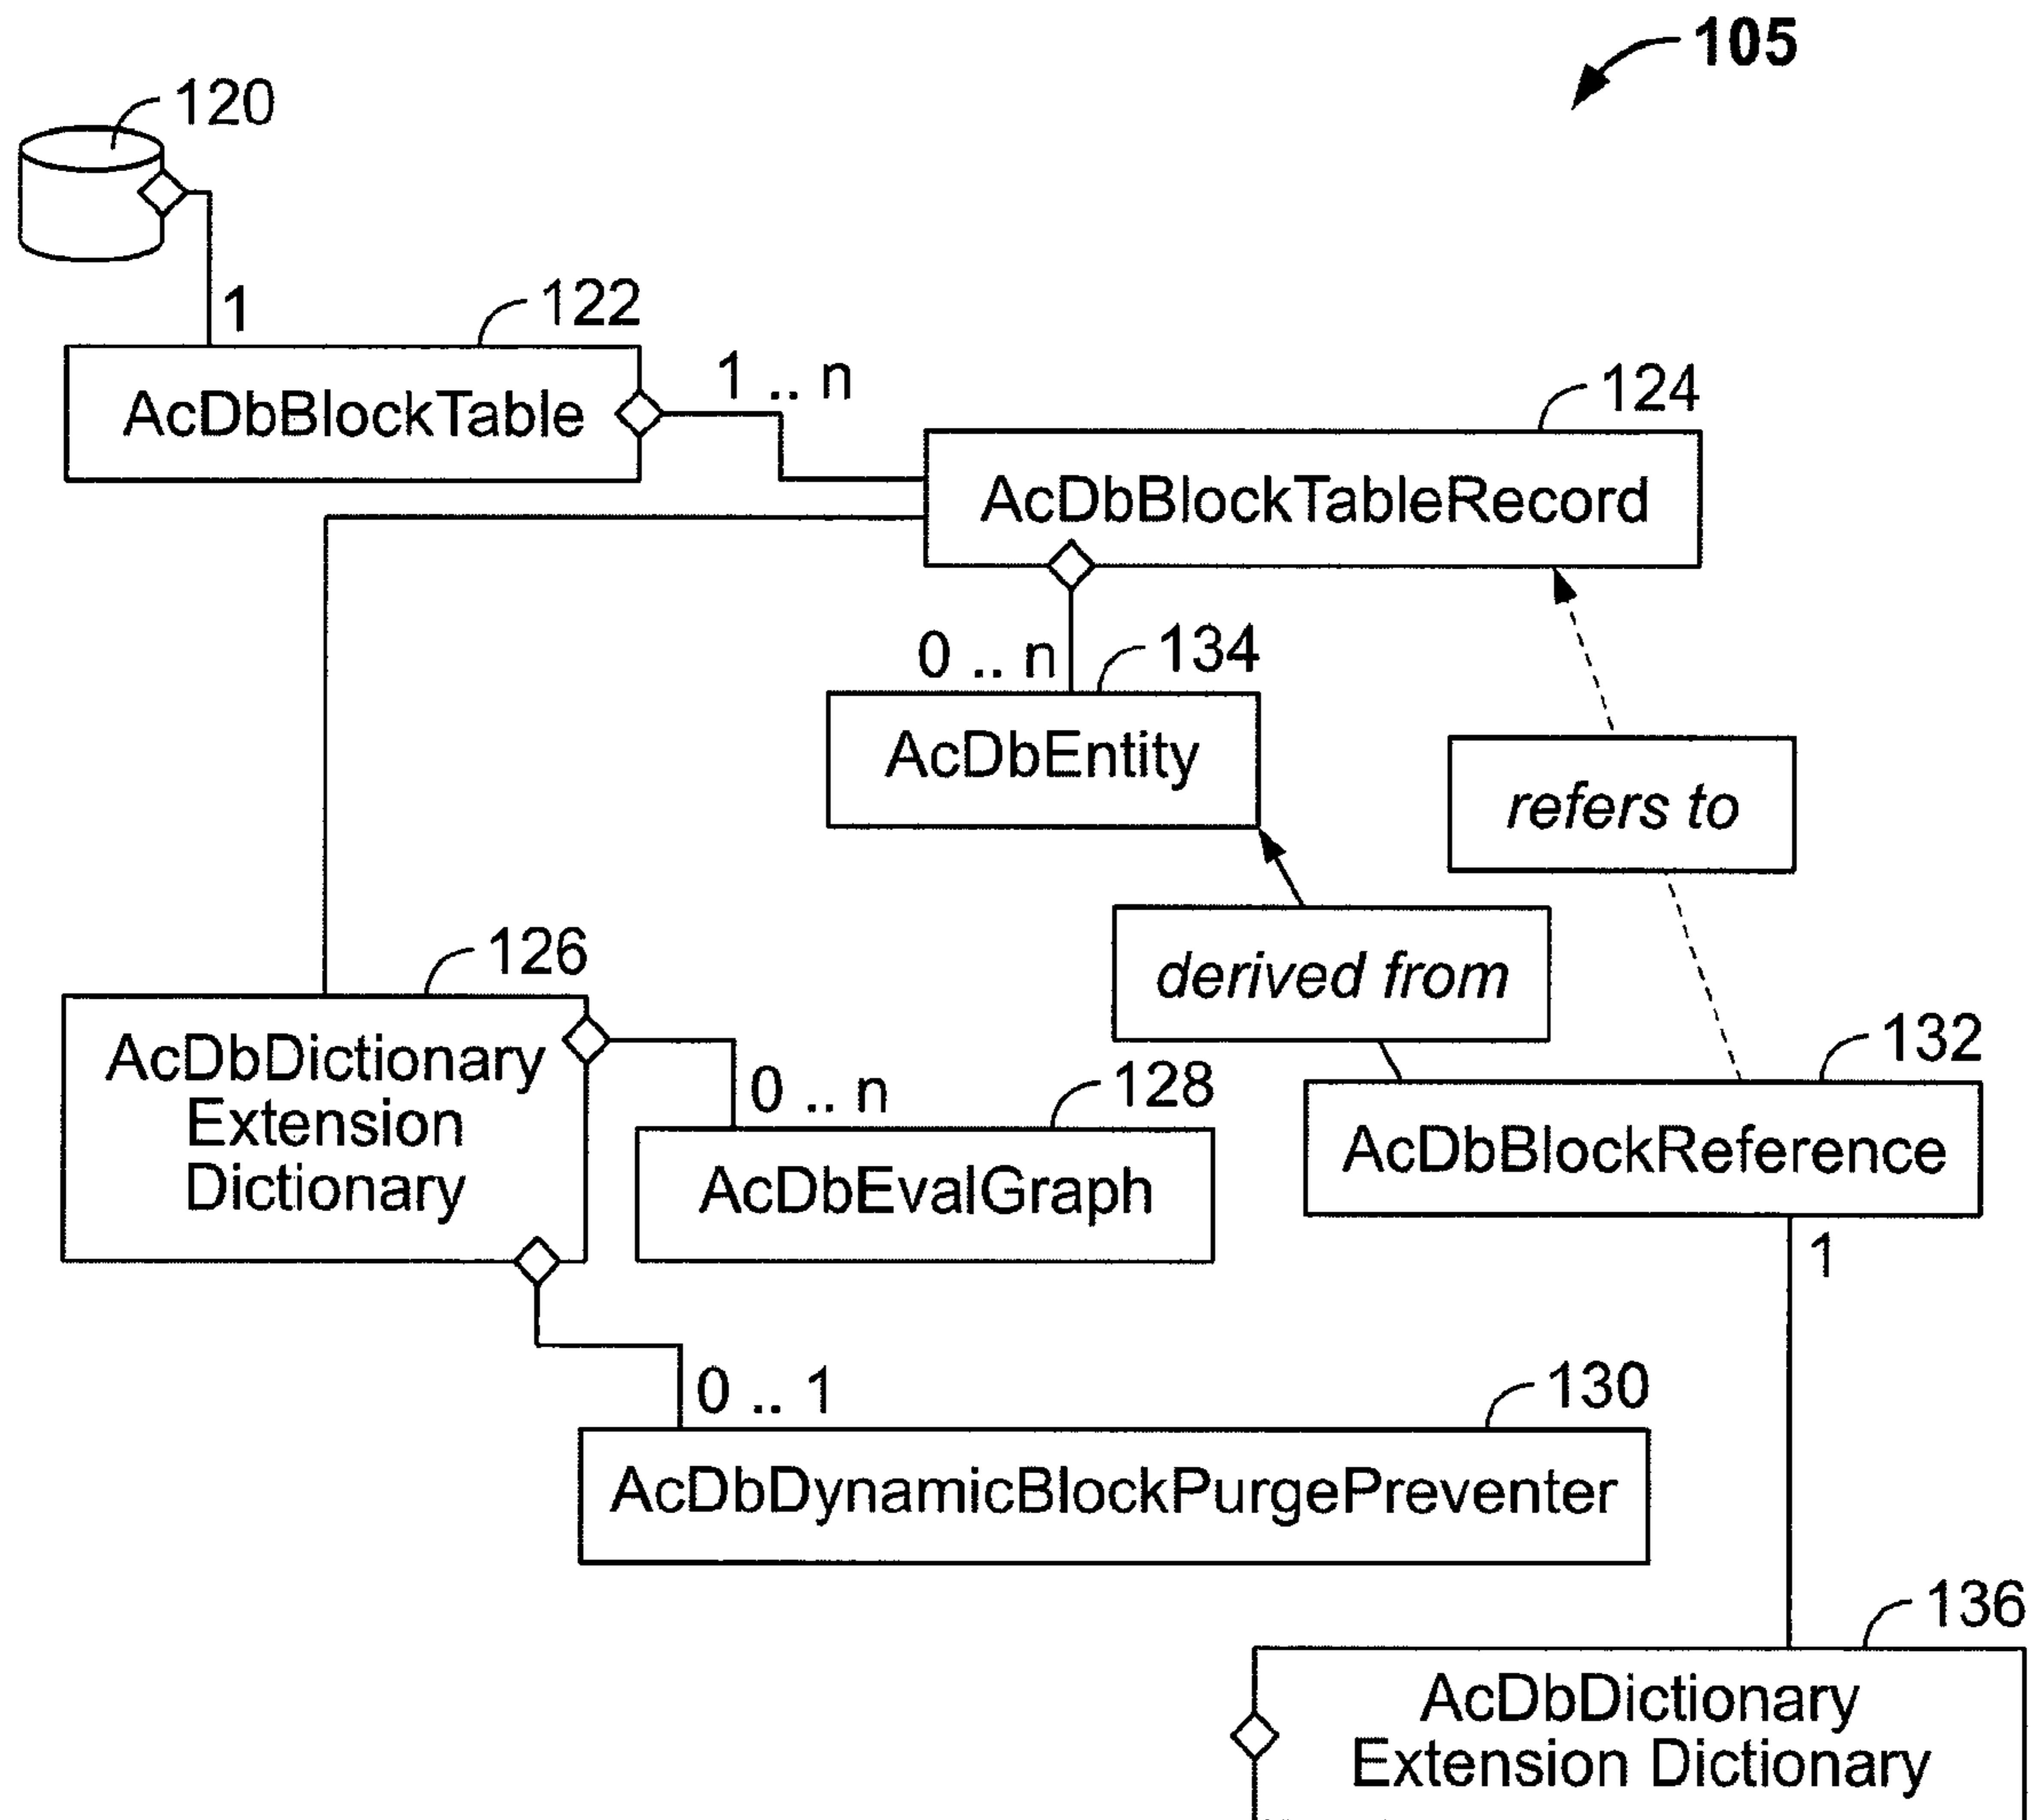 105
120
1
122
AcDbBlockTable
1 .. n
124
AcDbBlockTableRecord
0 .. n
134
AcDbEntity
refers to
derived from
126
AcDbDictionary
Extension
Dictionary
0 .. n
128
AcDbEvalGraph
132
AcDbBlockReference
1
0 .. 1
130
AcDbDynamicBlockPurgePreventer
136
AcDbDictionary
Extension Dictionary